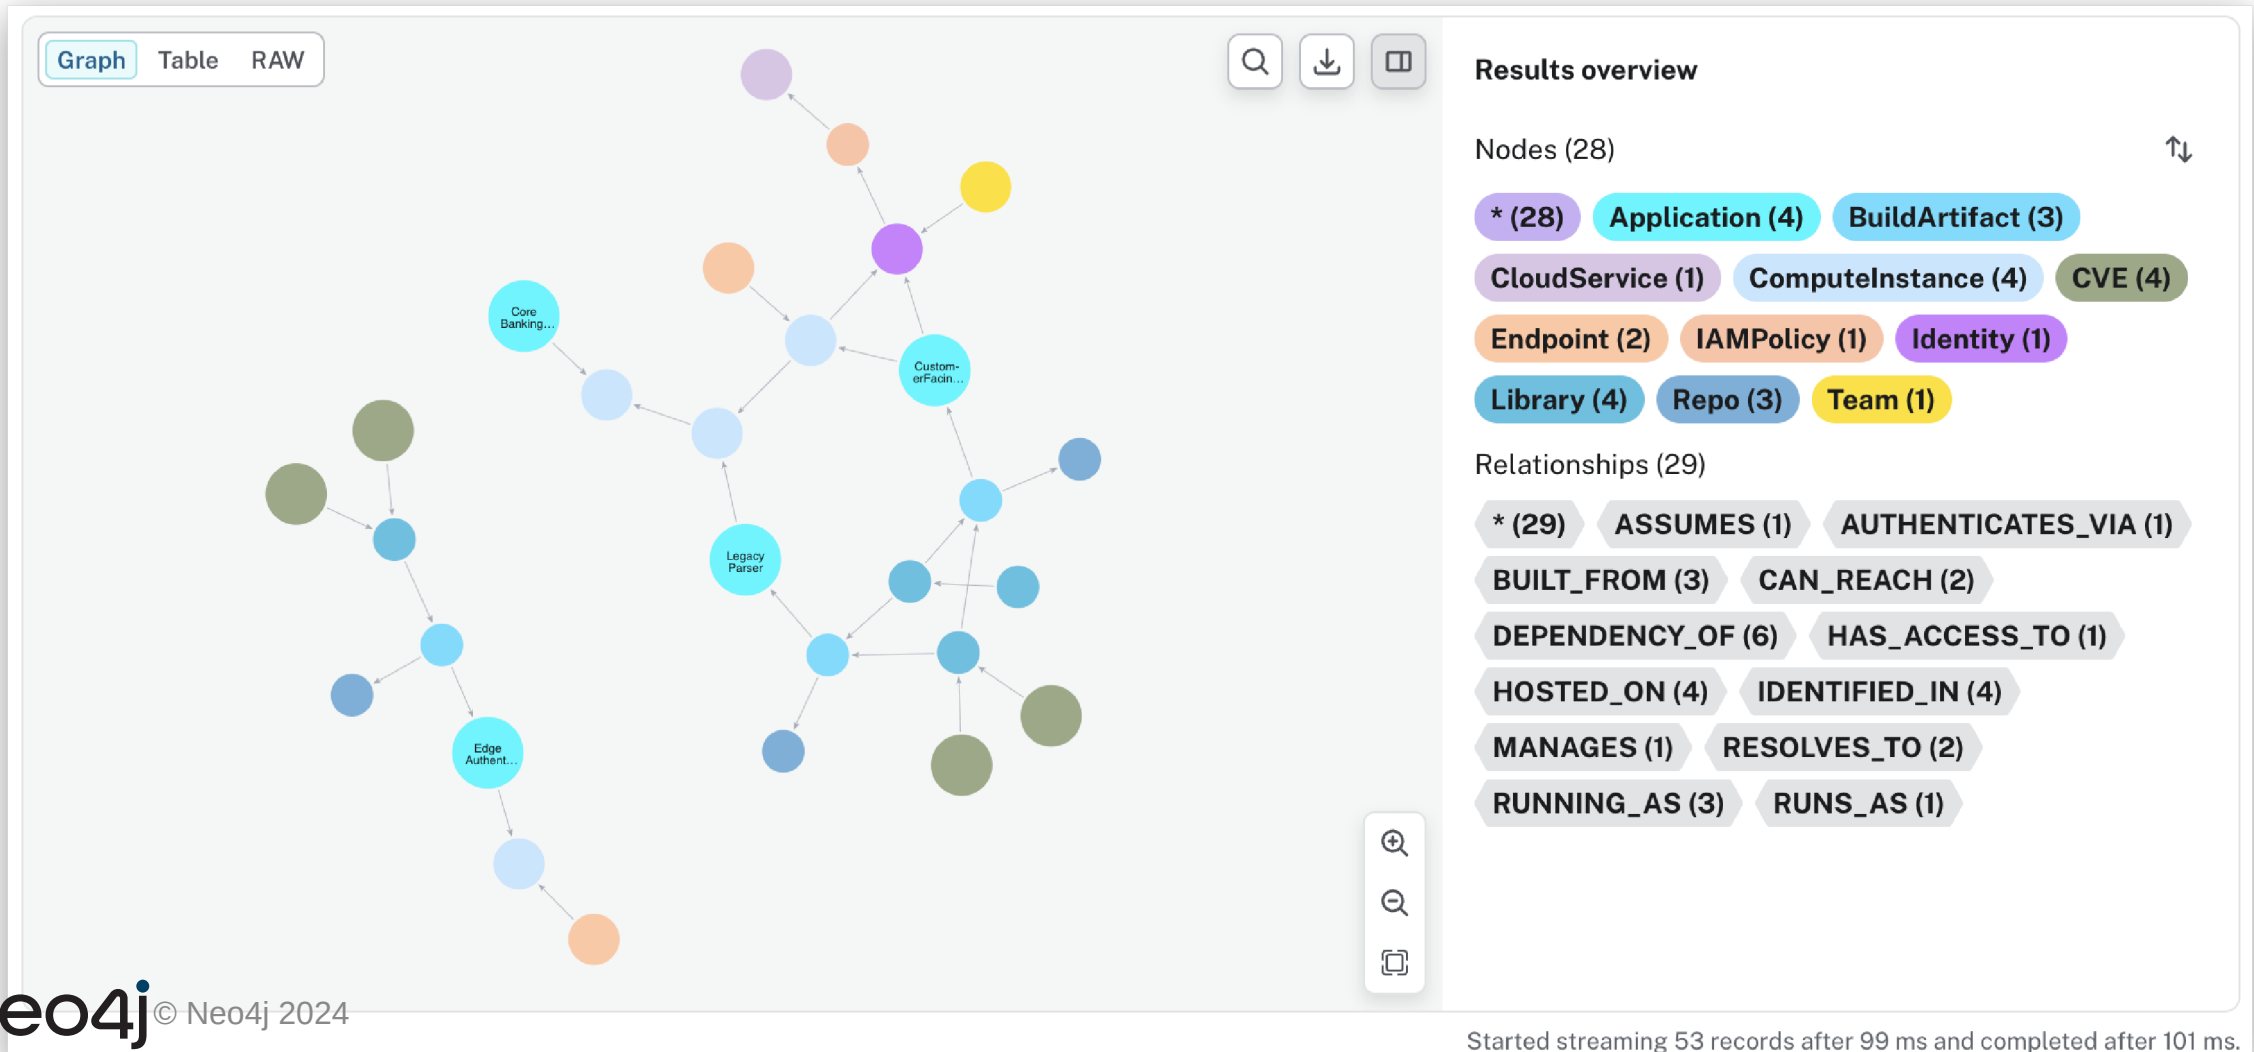 Graph Table RAW
Core
Banking...
Custom-
erFacin...
Legacy
Parser
Edge
Authent...
Results overview
Nodes (28)
* (28) Application (4) BuildArtifact (3)
CloudService (1) ComputeInstance (4) CVE (4)
Endpoint (2) IAMPolicy (1) Identity (1)
Library (4) Repo (3) Team (1)
Relationships (29)
* (29) ASSUMES (1) AUTHENTICATES_VIA (1)
BUILT_FROM (3) CAN_REACH (2)
DEPENDENCY_OF (6) HAS_ACCESS_TO (1)
HOSTED_ON (4) IDENTIFIED_IN (4)
MANAGES (1) RESOLVES_TO (2)
RUNNING_AS (3) RUNS_AS (1)
eo4j © Neo4j 2024
Started streaming 53 records after 99 ms and completed after 101 ms.